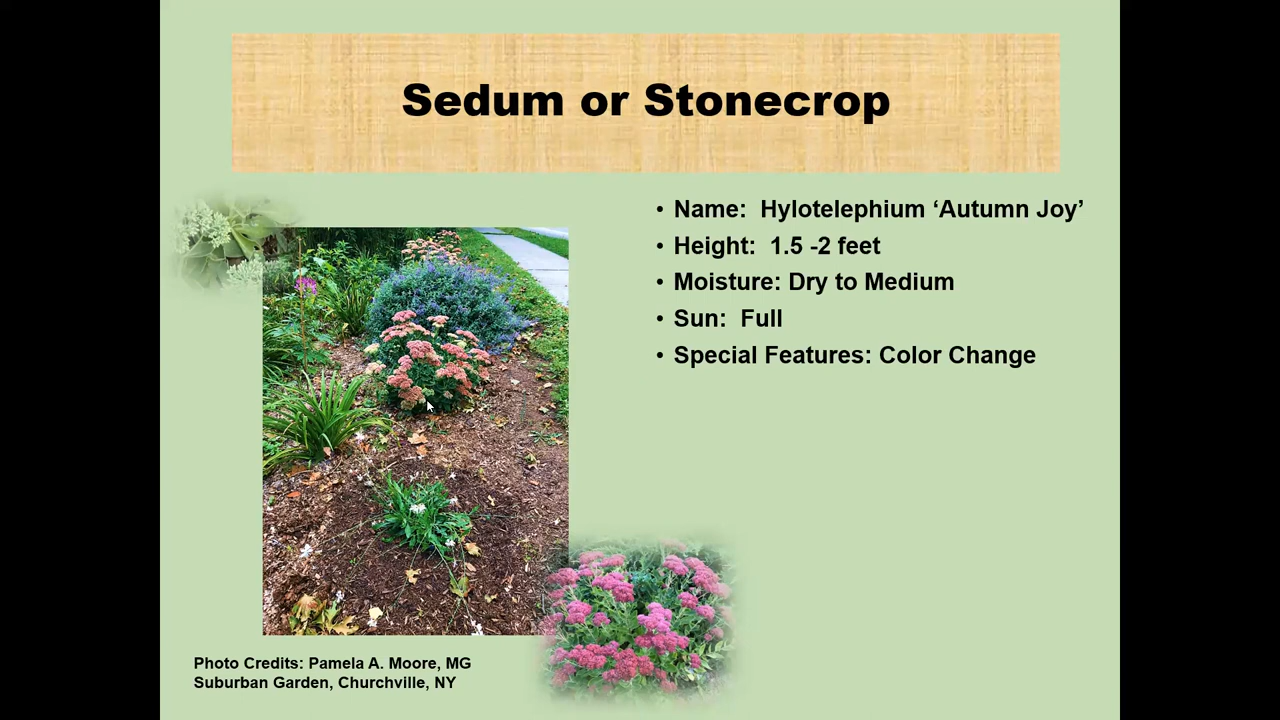 Sedum or Stonecrop
• Name:  Hylotelephium ‘Autumn Joy’
• Height:  1.5 -2 feet
• Moisture: Dry to Medium
• Sun:  Full
• Special Features: Color Change
Photo Credits: Pamela A. Moore, MG
Suburban Garden, Churchville, NY